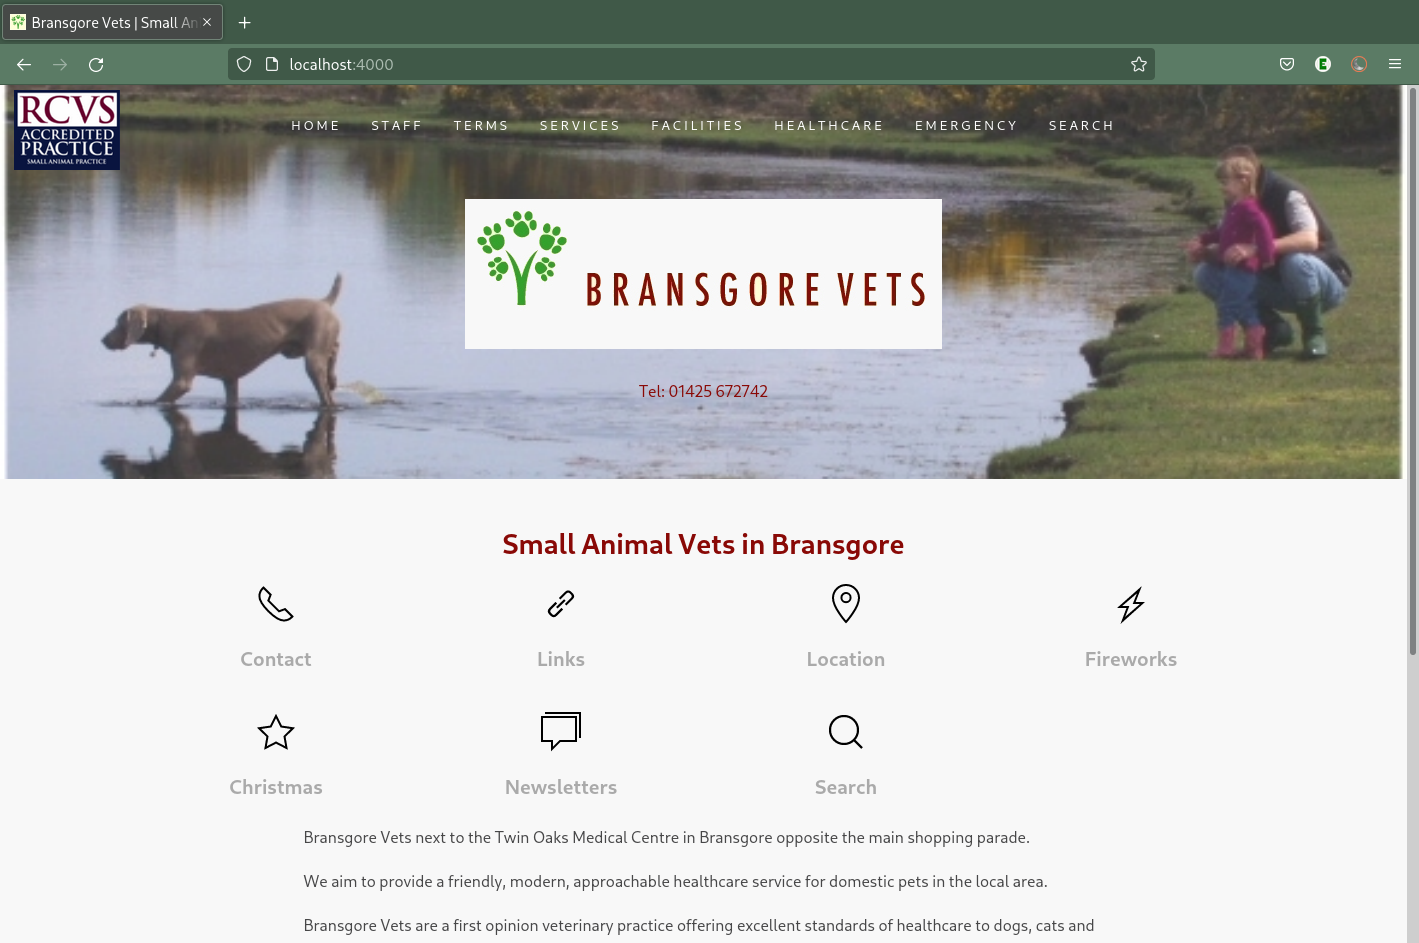 Bransgore Vets | Small An
localhost:4000
RCVS
ACCREDITED
PRACTICE
SMALL ANIMAL PRACTICE
HOME STAFF TERMS SERVICES FACILITIES HEALTHCARE EMERGENCY SEARCH
BRANSGORE VETS
Tel: 01425 672742
Small Animal Vets in Bransgore
Contact Links Location Fireworks
Christmas Newsletters Search
Bransgore Vets next to the Twin Oaks Medical Centre in Bransgore opposite the main shopping parade.
We aim to provide a friendly, modern, approachable healthcare service for domestic pets in the local area.
Bransgore Vets are a first opinion veterinary practice offering excellent standards of healthcare to dogs, cats and